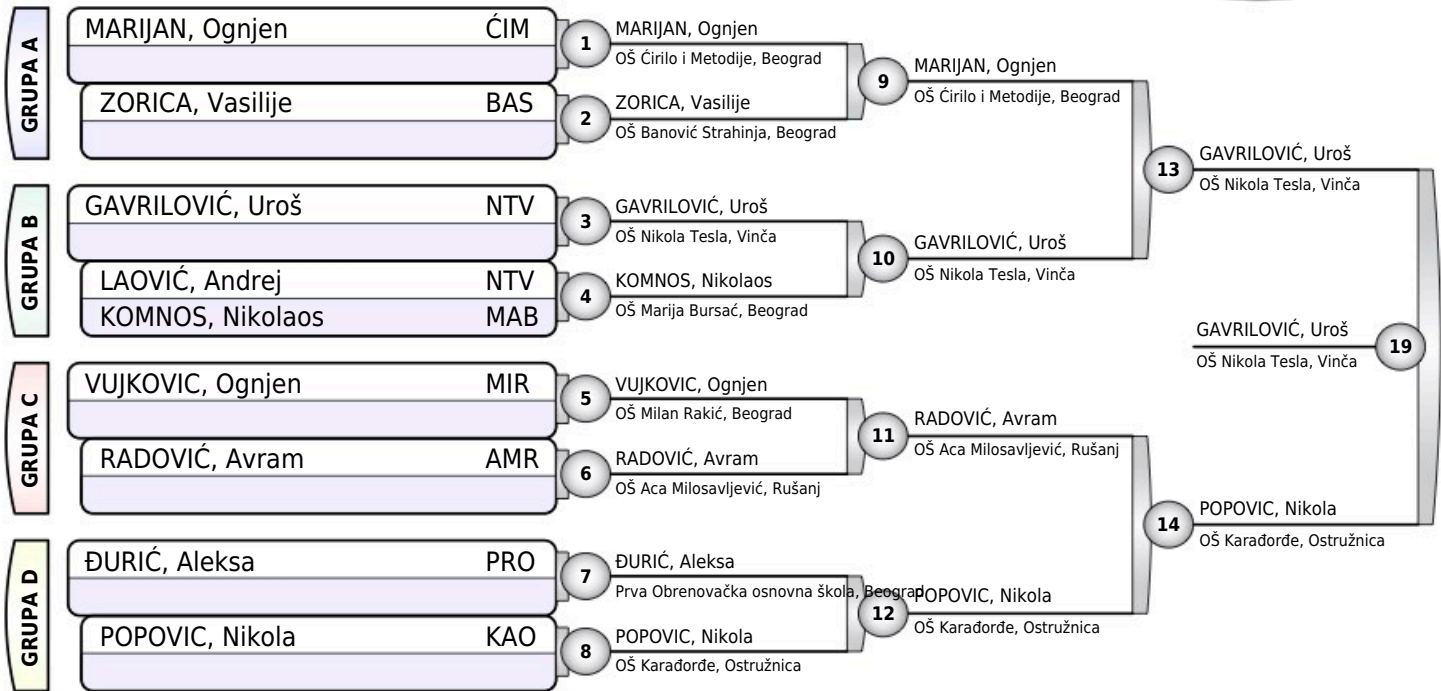 GRUPA A
MARIJAN, Ognjen ĆIM
ZORICA, Vasilije BAS
GRUPA B
GAVRILOVIĆ, Uroš NTV
LAOVIĆ, Andrej NTV
KOMNOS, Nikolaos MAB
GRUPA C
VUJKOVIC, Ognjen MIR
RADOVIĆ, Avram AMR
GRUPA D
ĐURIĆ, Aleksa PRO
POPOVIC, Nikola KAO
1 MARIJAN, Ognjen
OŠ Ćirilo i Metodije, Beograd
2 ZORICA, Vasilije
OŠ Banović Strahinja, Beograd
3 GAVRILOVIĆ, Uroš
OŠ Nikola Tesla, Vinča
4 KOMNOS, Nikolaos
OŠ Marija Bursać, Beograd
5 VUJKOVIC, Ognjen
OŠ Milan Rakić, Beograd
6 RADOVIĆ, Avram
OŠ Aca Milosavljević, Rušanj
7 ĐURIĆ, Aleksa
Prva Obrenovačka osnovna škola, Beograd
8 POPOVIC, Nikola
OŠ Karađorđe, Ostružnica
9 MARIJAN, Ognjen
OŠ Ćirilo i Metodije, Beograd
10 GAVRILOVIĆ, Uroš
OŠ Nikola Tesla, Vinča
11 RADOVIĆ, Avram
OŠ Aca Milosavljević, Rušanj
12 POPOVIC, Nikola
OŠ Karađorđe, Ostružnica
13 GAVRILOVIĆ, Uroš
OŠ Nikola Tesla, Vinča
14 POPOVIC, Nikola
OŠ Karađorđe, Ostružnica
GAVRILOVIĆ, Uroš
OŠ Nikola Tesla, Vinča 19